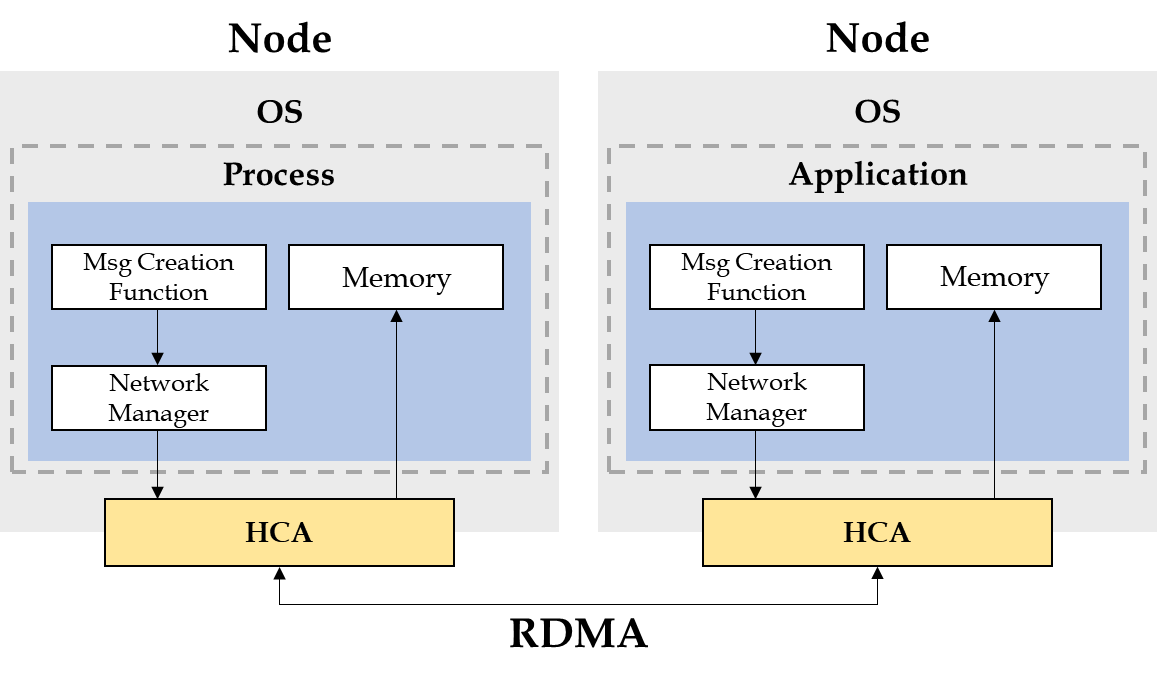 Node
OS
Process
Msg Creation
Function
Memory
Network
Manager
HCA
Node
OS
Application
Msg Creation
Function
Memory
Network
Manager
HCA
RDMA